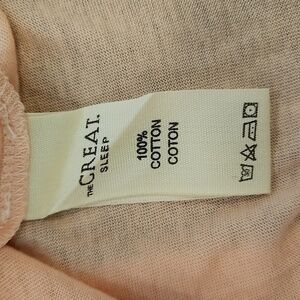 THE GREAT.
SLEEP
100%
COTTON
COTON